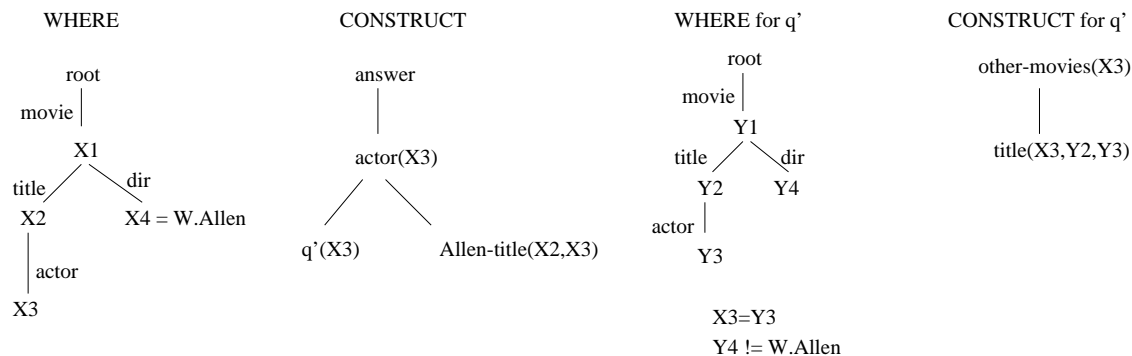 WHERE
CONSTRUCT
WHERE for q’
CONSTRUCT for q’
root
movie
X1
title
dir
X2
X4 = W.Allen
actor
X3
answer
actor(X3)
q’(X3)
Allen-title(X2,X3)
root
movie
Y1
title
dir
Y2
Y4
actor
Y3
X3=Y3
Y4 != W.Allen
other-movies(X3)
title(X3,Y2,Y3)